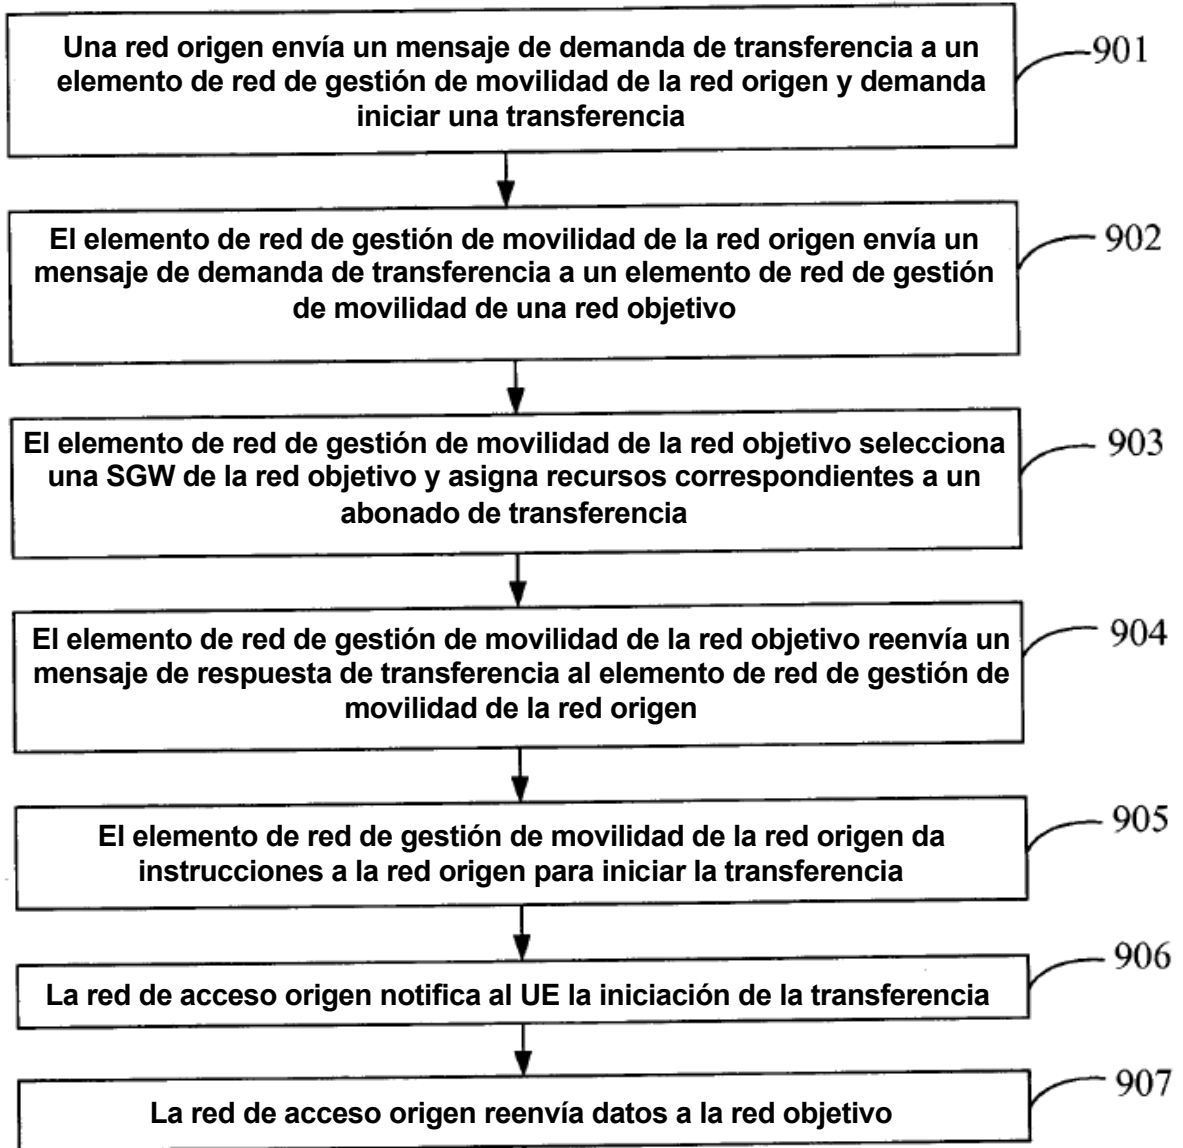 Una red origen envía un mensaje de demanda de transferencia a un
elemento de red de gestión de movilidad de la red origen y demanda
iniciar una transferencia
901
El elemento de red de gestión de movilidad de la red origen envía un
mensaje de demanda de transferencia a un elemento de red de gestión
de movilidad de una red objetivo
902
El elemento de red de gestión de movilidad de la red objetivo selecciona
una SGW de la red objetivo y asigna recursos correspondientes a un
abonado de transferencia
903
El elemento de red de gestión de movilidad de la red objetivo reenvía un
mensaje de respuesta de transferencia al elemento de red de gestión de
movilidad de la red origen
904
El elemento de red de gestión de movilidad de la red origen da
instrucciones a la red origen para iniciar la transferencia
905
La red de acceso origen notifica al UE la iniciación de la transferencia
906
La red de acceso origen reenvía datos a la red objetivo
907